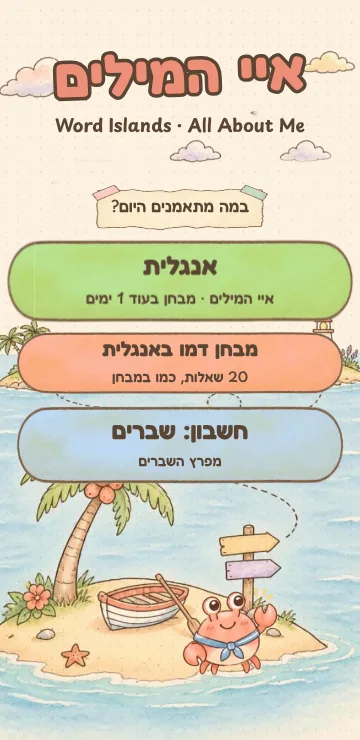 איי המילים
Word Islands · All About Me
במה מתאמנים היום?
אנגלית
איי המילים · מבחן בעוד 1 ימים
מבחן דמו באנגלית
20 שאלות, כמו במבחן
חשבון: שברים
מפרץ השברים